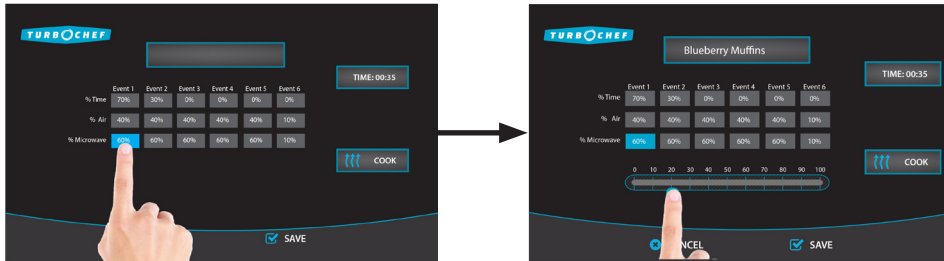 TURBOCHEF
TIME: 00:35
Event 1 Event 2 Event 3 Event 4 Event 5 Event 6
% Time 70% 30% 0% 0% 0% 0%
% Air 40% 40% 40% 40% 40% 10%
% Microwave 60% 60% 60% 60% 60% 10%
COOK
SAVE
TURBOCHEF
Blueberry Muffins
TIME: 00:35
Event 1 Event 2 Event 3 Event 4 Event 5 Event 6
% Time 70% 30% 0% 0% 0% 0%
% Air 40% 40% 40% 40% 40% 10%
% Microwave 60% 60% 60% 60% 60% 10%
COOK
0 10 20 30 40 50 60 70 80 90 100
NCEL
SAVE